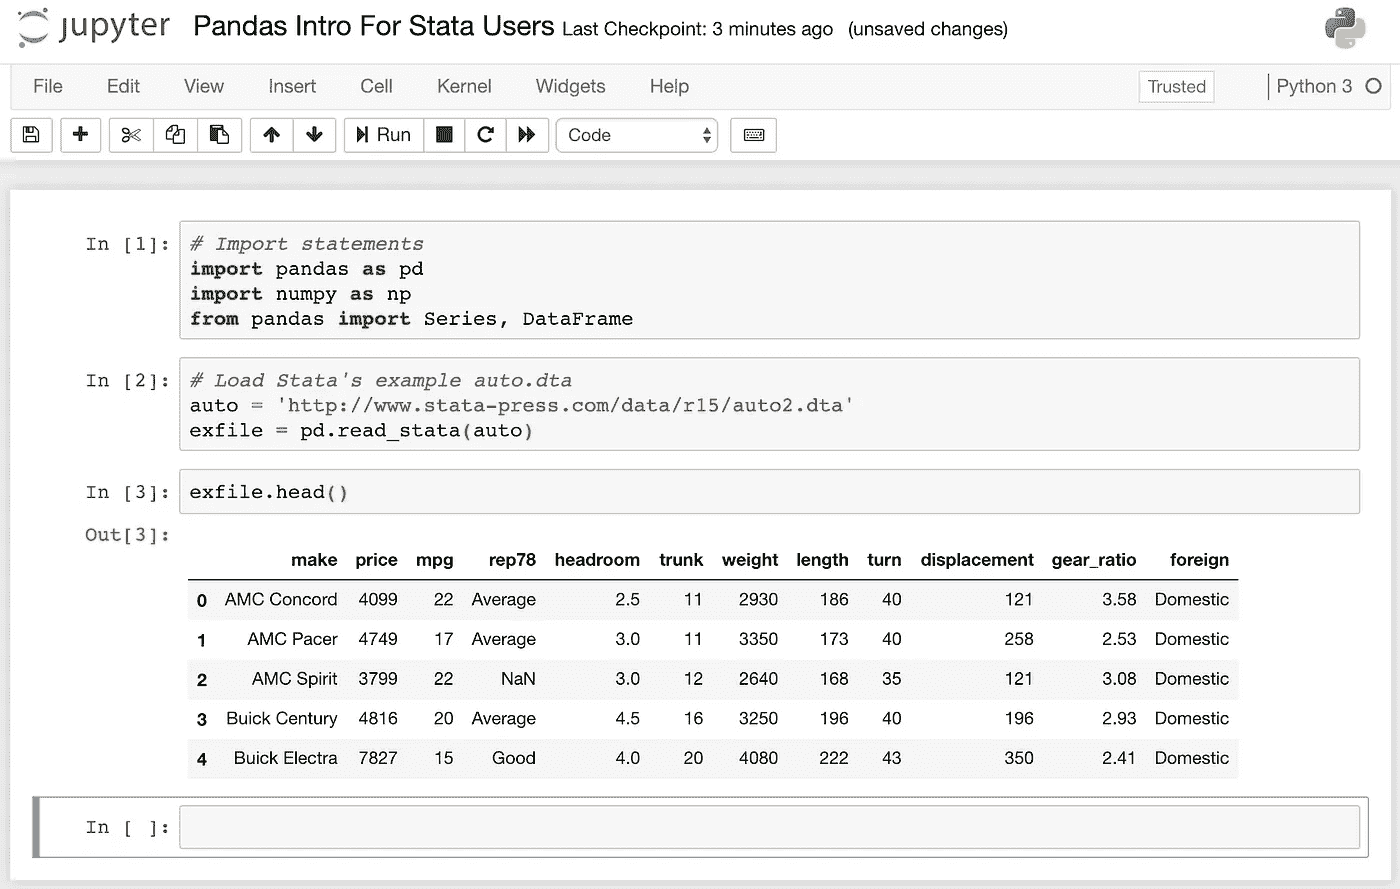 jupyter Pandas Intro For Stata Users Last Checkpoint: 3 minutes ago (unsaved changes)
File Edit View Insert Cell Kernel Widgets Help Trusted Python 3
Run Code
In [1]: # Import statements
import pandas as pd
import numpy as np
from pandas import Series, DataFrame
In [2]: # Load Stata's example auto.dta
auto = 'http://www.stata-press.com/data/r15/auto2.dta'
exfile = pd.read_stata(auto)
In [3]: exfile.head()
Out[3]:
make price mpg rep78 headroom trunk weight length turn displacement gear_ratio foreign
0 AMC Concord 4099 22 Average 2.5 11 2930 186 40 121 3.58 Domestic
1 AMC Pacer 4749 17 Average 3.0 11 3350 173 40 258 2.53 Domestic
2 AMC Spirit 3799 22 NaN 3.0 12 2640 168 35 121 3.08 Domestic
3 Buick Century 4816 20 Average 4.5 16 3250 196 40 196 2.93 Domestic
4 Buick Electra 7827 15 Good 4.0 20 4080 222 43 350 2.41 Domestic
In [ ]: